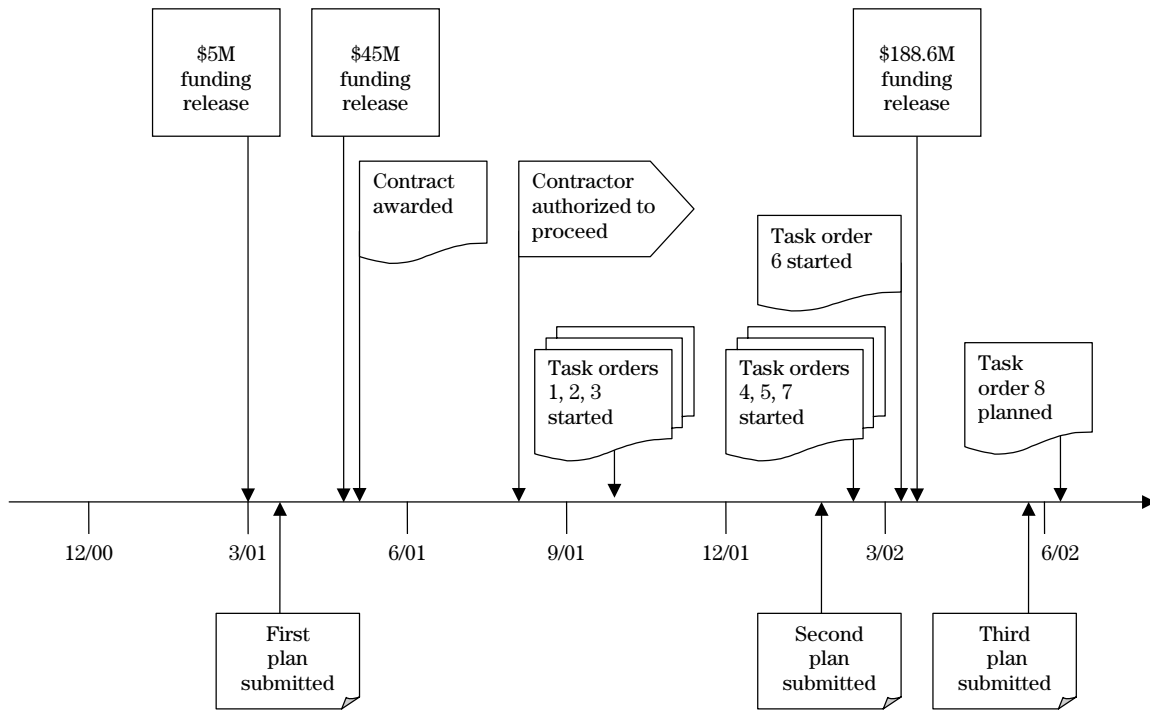 $5M
funding
release
$45M
funding
release
$188.6M
funding
release
Contract
awarded
Contractor
authorized to
proceed
Task order
6 started
Task orders
1, 2, 3
started
Task orders
4, 5, 7
started
Task
order 8
planned
12/00
3/01
6/01
9/01
12/01
3/02
6/02
First
plan
submitted
Second
plan
submitted
Third
plan
submitted